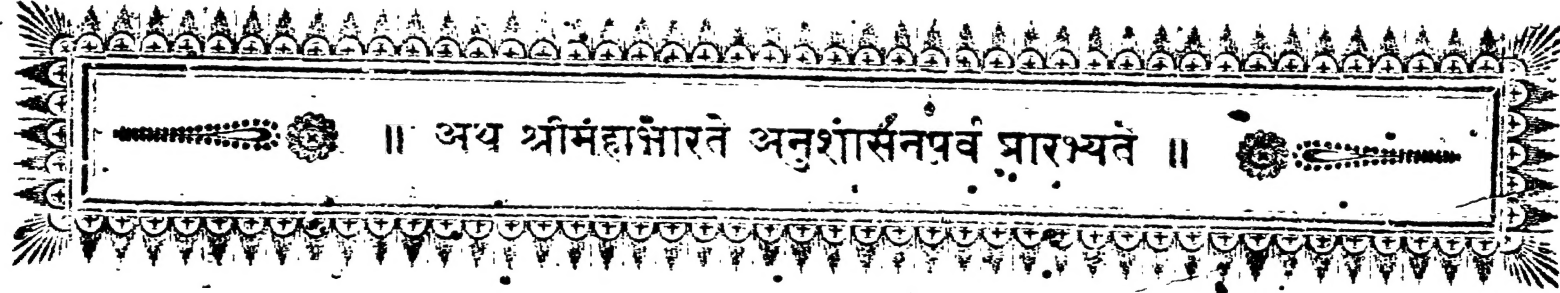 ॥ अथ श्रीमहाभारते अनुशासनपर्व प्रारभ्यते ॥